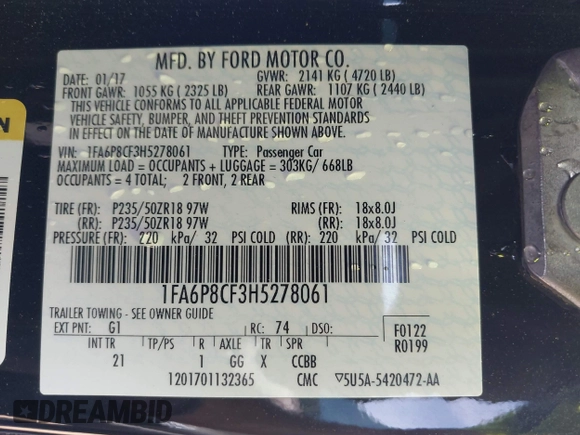 MFD. BY FORD MOTOR CO.
DATE: 01/17 GVWR: 2141 KG ( 4720 LB)
FRONT GAWR: 1055 KG ( 2325 LB) REAR GAWR: 1107 KG ( 2440 LB)
THIS VEHICLE CONFORMS TO ALL APPLICABLE FEDERAL MOTOR
VEHICLE SAFETY, BUMPER, AND THEFT PREVENTION STANDARDS
IN EFFECT ON THE DATE OF MANUFACTURE SHOWN ABOVE.
VIN: 1FA6P8CF3H5278061 TYPE: Passenger Car
MAXIMUM LOAD = OCCUPANTS + LUGGAGE = 303KG/ 668LB
OCCUPANTS = 4 TOTAL; 2 FRONT, 2 REAR
TIRE (FR): P235/50ZR18 97W RIMS (FR): 18x8.0J
(RR): P235/50ZR18 97W (RR): 18x8.0J
PRESSURE (FR): 220 kPa/ 32 PSI COLD (RR): 220 kPa/ 32 PSI COLD
1FA6P8CF3H5278061
TRAILER TOWING - SEE OWNER GUIDE
EXT PNT: G1 RC: 74 DSO:
F0122
R0199
INT TR TP/PS R AXLE TR SPR
21 1 GG X CCBB
1201701132365 CMC ▽5U5A-5420472-AA
DREAMBID